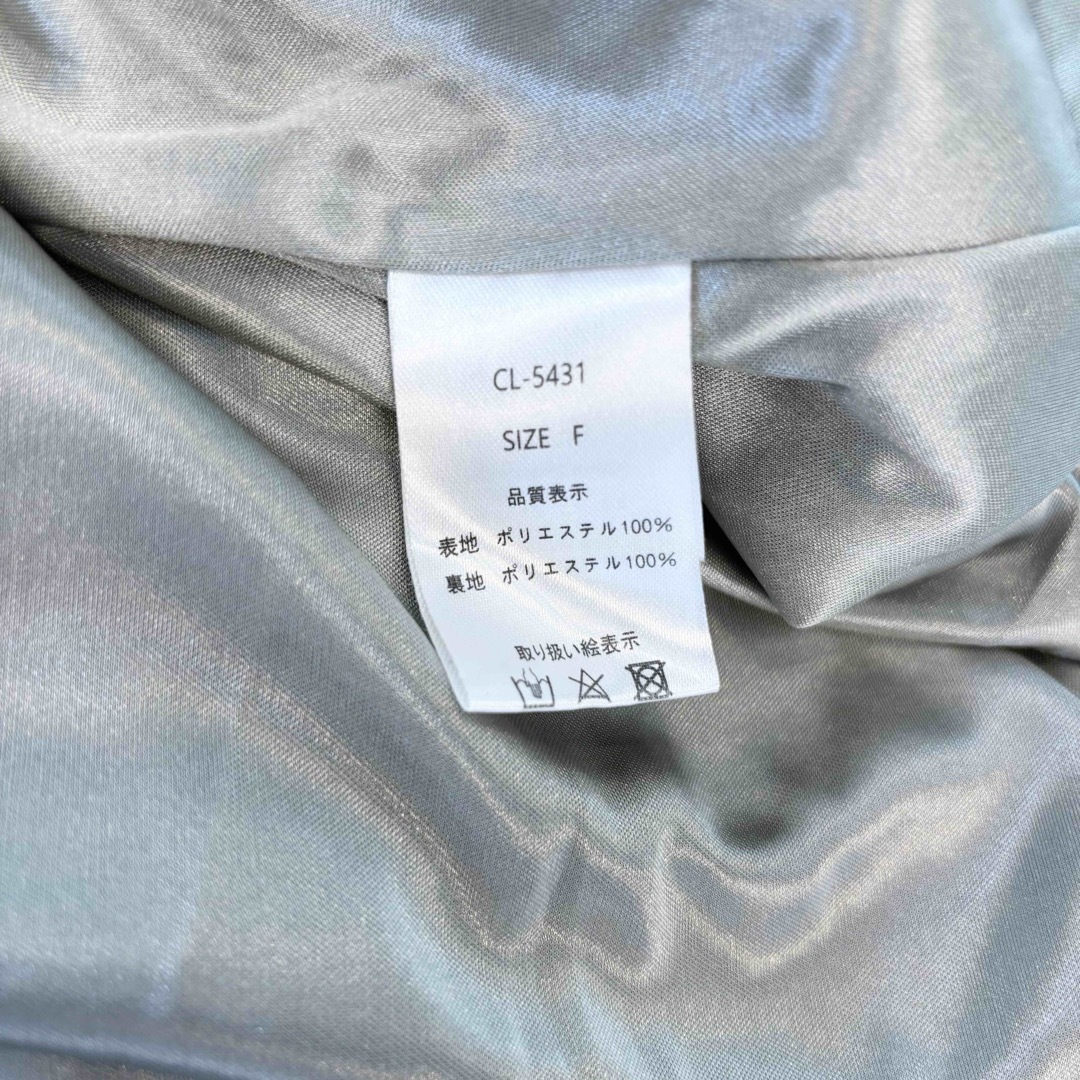 CL-5431
SIZE F
品質表示
表地 ポリエステル100%
裏地 ポリエステル100%
取り扱い絵表示